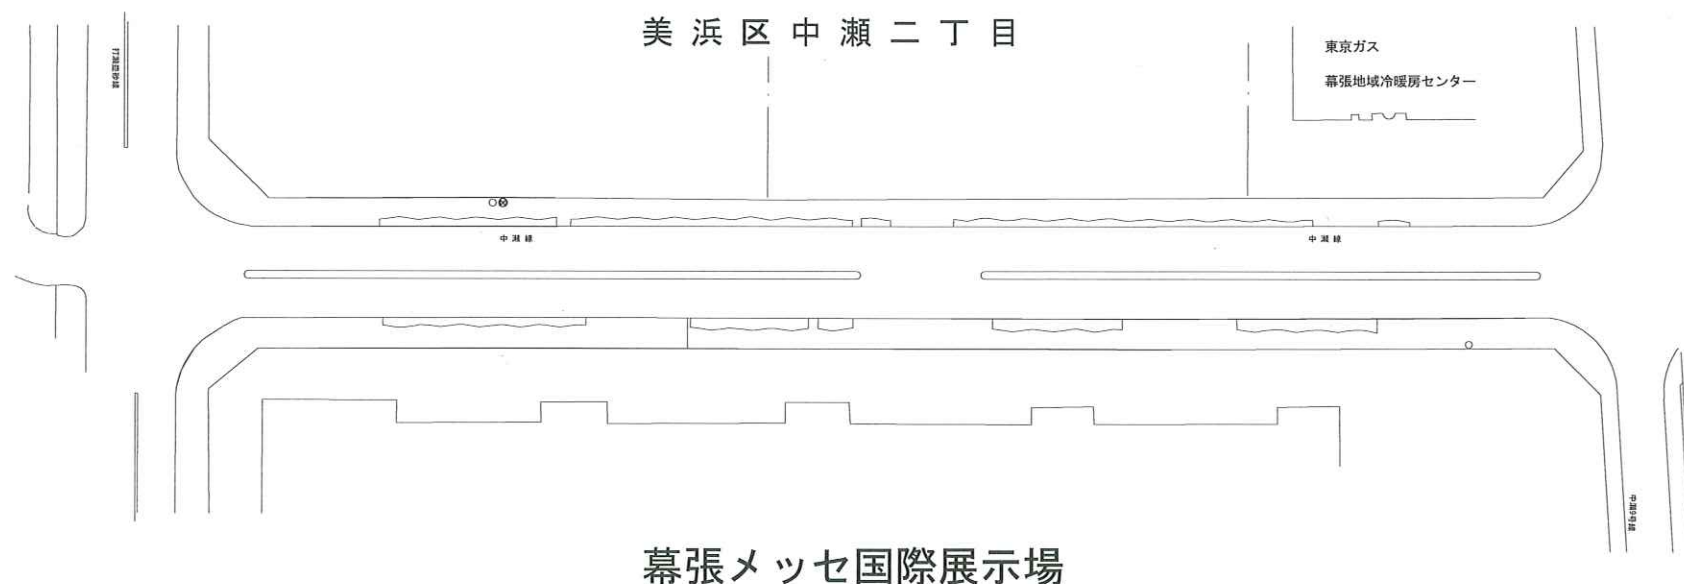 美浜区中瀬二丁目
東京ガス
幕張地域冷暖房センター
中瀬線
中瀬線
幕張メッセ国際展示場